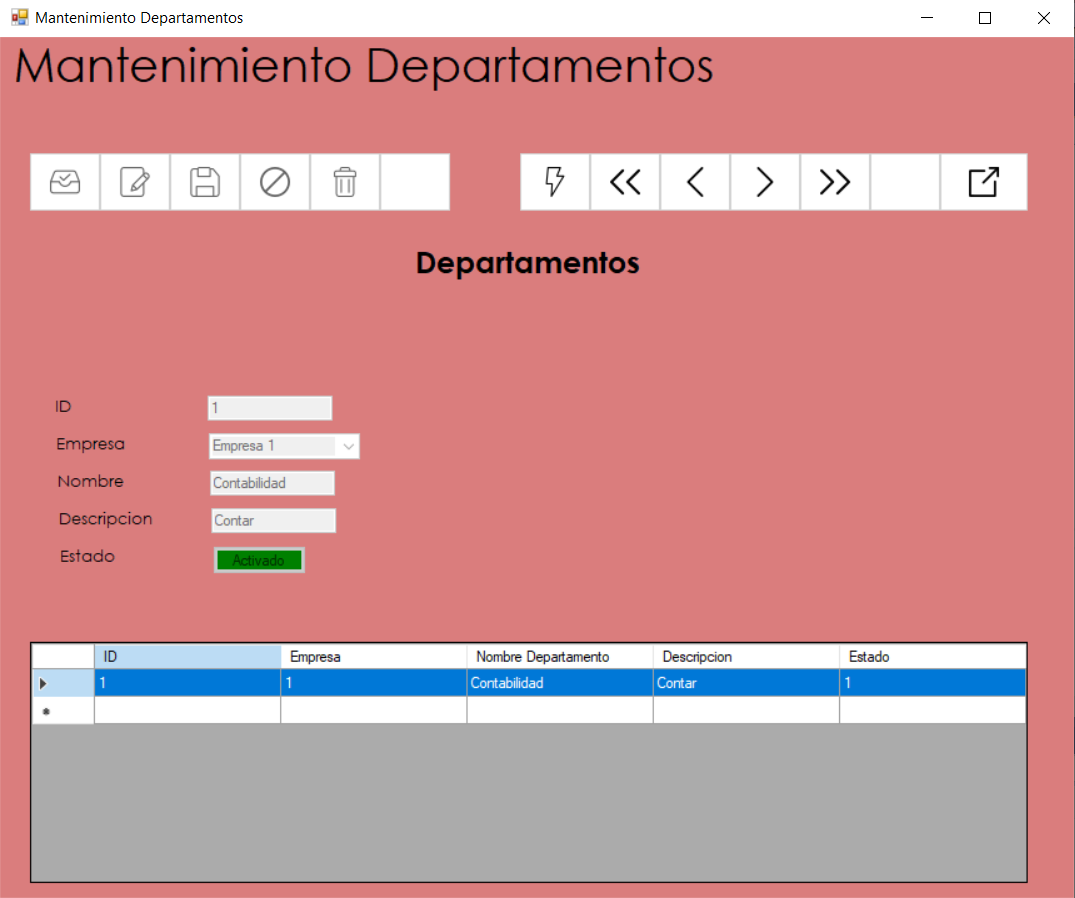 Mantenimiento Departamentos
Mantenimiento Departamentos
Departamentos
ID 1
Empresa Empresa 1
Nombre Contabilidad
Descripcion Contar
Estado Activado
ID Empresa Nombre Departamento Descripcion Estado
1 1 Contabilidad Contar 1